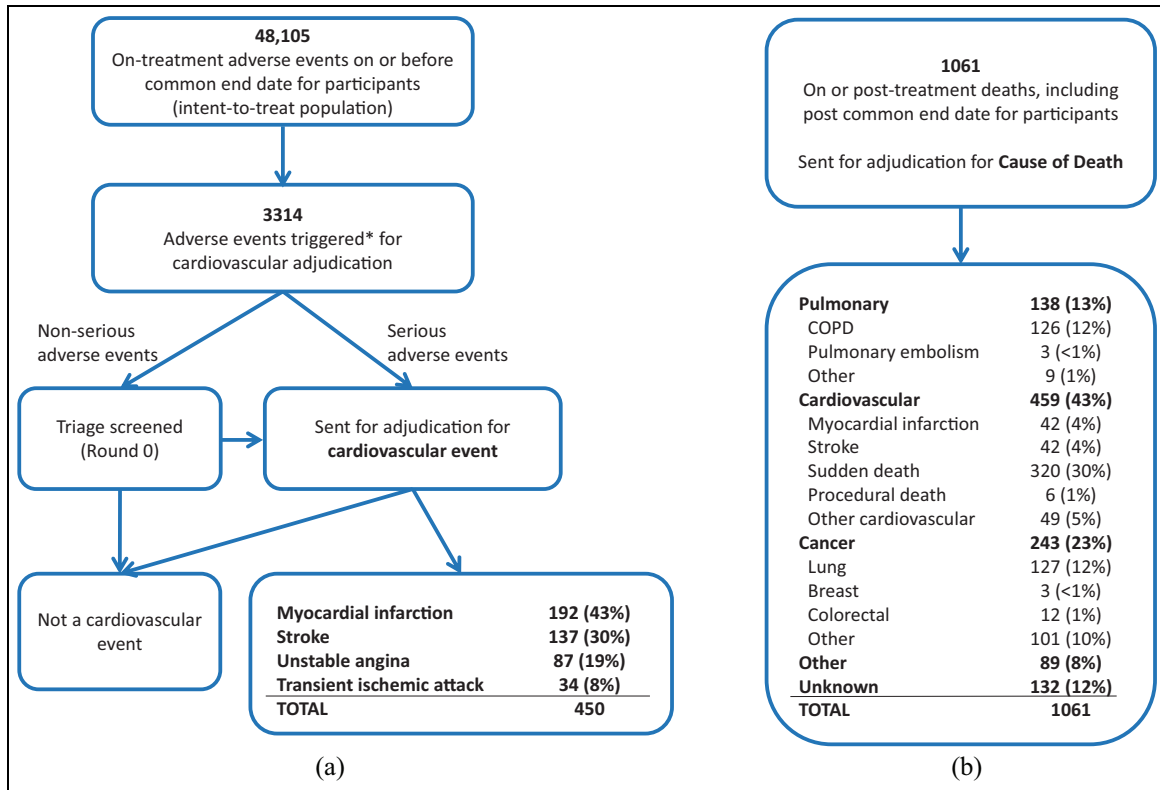 48,105
On-treatment adverse events on or before
common end date for participants
(intent-to-treat population)
3314
Adverse events triggered* for
cardiovascular adjudication
Non-serious
adverse events
Serious
adverse events
Triage screened
(Round 0)
Sent for adjudication for
cardiovascular event
Not a cardiovascular
event
Myocardial infarction 192 (43%)
Stroke 137 (30%)
Unstable angina 87 (19%)
Transient ischemic attack 34 (8%)
TOTAL 450
(a)
1061
On or post-treatment deaths, including
post common end date for participants
Sent for adjudication for Cause of Death
Pulmonary 138 (13%)
COPD 126 (12%)
Pulmonary embolism 3 (<1%)
Other 9 (1%)
Cardiovascular 459 (43%)
Myocardial infarction 42 (4%)
Stroke 42 (4%)
Sudden death 320 (30%)
Procedural death 6 (1%)
Other cardiovascular 49 (5%)
Cancer 243 (23%)
Lung 127 (12%)
Breast 3 (<1%)
Colorectal 12 (1%)
Other 101 (10%)
Other 89 (8%)
Unknown 132 (12%)
TOTAL 1061
(b)